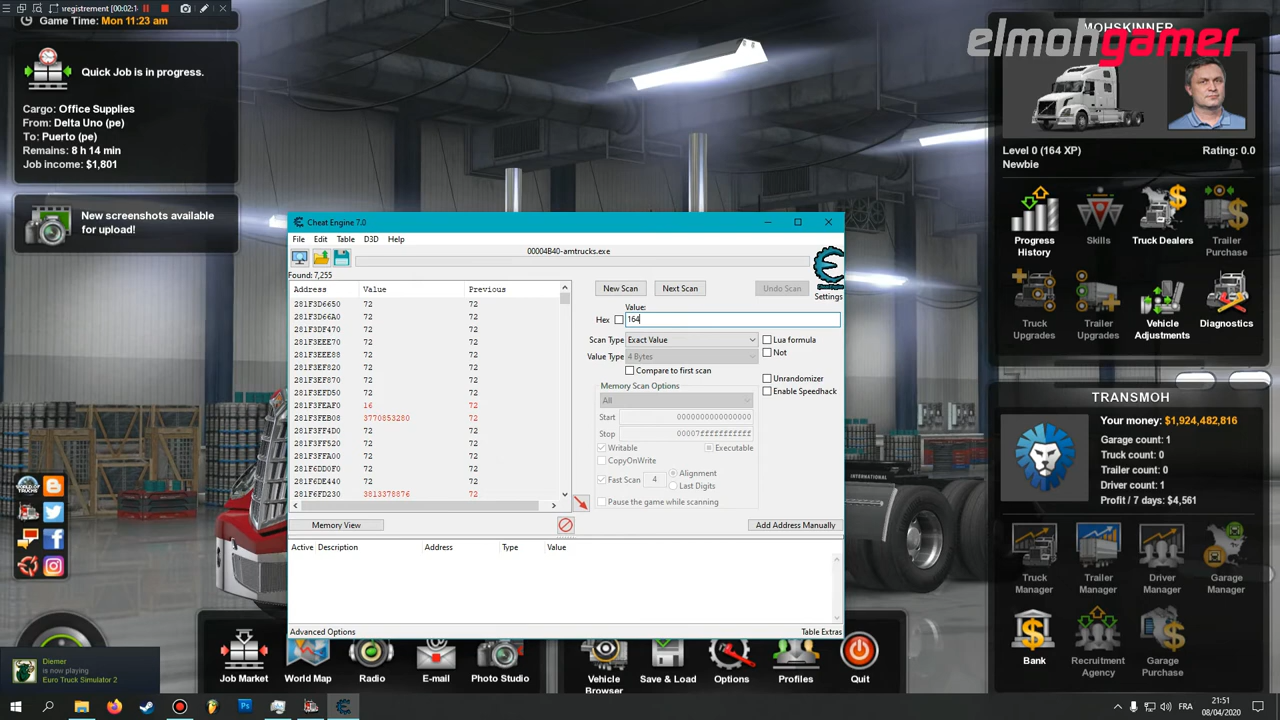 nregistrement [00:02:1
Game Time: Mon 11:23 am
Quick Job is in progress.
Cargo: Office Supplies
From: Delta Uno (pe)
To: Puerto (pe)
Remains: 8 h 14 min
Job income: $1,801
New screenshots available
for upload!
MOHSKINNER
elmohgamer
Level 0 (164 XP)
Rating: 0.0
Newbie
Progress History
Skills
Truck Dealers
Trailer Purchase
Truck Upgrades
Trailer Upgrades
Vehicle Adjustments
Diagnostics
TRANSMOH
Your money: $1,924,482,816
Garage count: 1
Truck count: 0
Trailer count: 0
Driver count: 1
Profit / 7 days: $4,561
Truck Manager
Trailer Manager
Driver Manager
Garage Manager
Bank
Recruitment Agency
Garage Purchase
Cheat Engine 7.0
File Edit Table D3D Help
00004B40-amtrucks.exe
Found: 7,255
Settings
Address Value Previous
281F3D6650 72 72
281F3D66A0 72 72
281F3DF470 72 72
281F3EEE70 72 72
281F3EEE88 72 72
281F3EF820 72 72
281F3EF870 72 72
281F3EFD50 72 72
281F3FEAF0 16 72
281F3FEB08 3770853280 72
281F3FF4D0 72 72
281F3FF520 72 72
281F3FFA00 72 72
281F6DD0F0 72 72
281F6DE440 72 72
281F6FD230 3813378876 72
New Scan Next Scan Undo Scan
Value:
Hex 164
Scan Type Exact Value
Lua formula
Not
Value Type 4 Bytes
Compare to first scan
Unrandomizer
Enable Speedhack
Memory Scan Options
All
Start 0000000000000000
Stop 00007fffffffffff
Writable Executable
CopyOnWrite
Fast Scan 4 Alignment
Last Digits
Pause the game while scanning
Memory View
Add Address Manually
Active Description Address Type Value
Advanced Options
Table Extras
WORLD OF TRUCKS
Diemer
is now playing
Euro Truck Simulator 2
Job Market
World Map
Radio
E-mail
Photo Studio
Vehicle Browser
Save & Load
Options
Profiles
Quit
INTERNATIONAL
FRA
21:51
08/04/2020